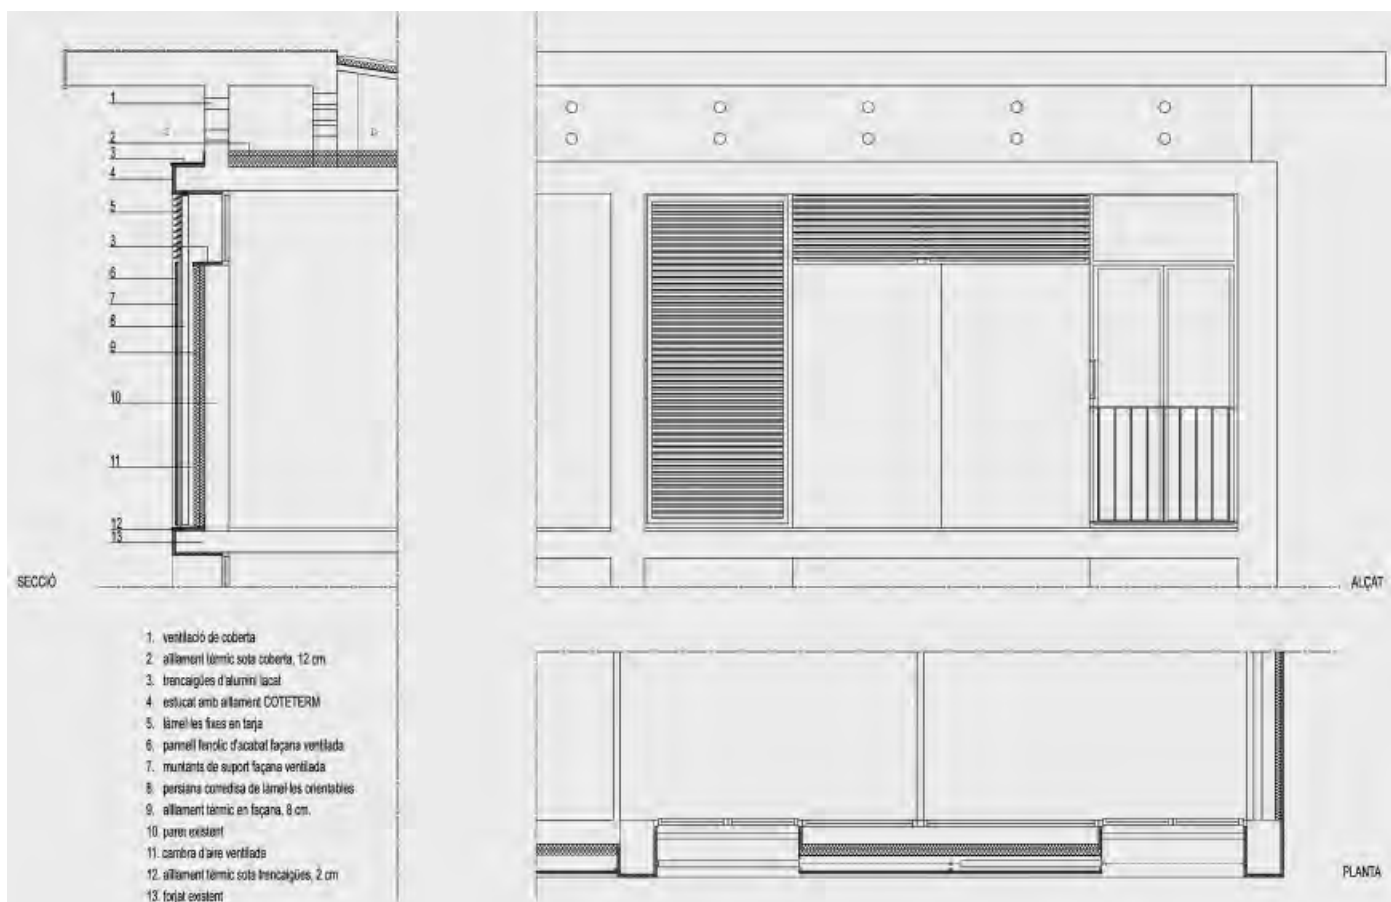 1
2
3
4
5
3
6
7
8
9
10
11
12
13
SECCIÓ
ALÇAT
1. ventilació de coberta
2. aïllament tèrmic sota coberta, 12 cm
3. trencaigües d'alumini lacat
4. estucat amb aïllament COTETERM
5. làmel·les fixes en tarja
6. pannell fenòlic d'acabat façana ventilada
7. muntants de suport façana ventilada
8. persiana corredisa de làmel·les orientables
9. aïllament tèrmic en façana, 8 cm.
10. paret existent
11. cambra d'aire ventilada
12. aïllament tèrmic sota trencaigües, 2 cm
13. forjat existent
PLANTA